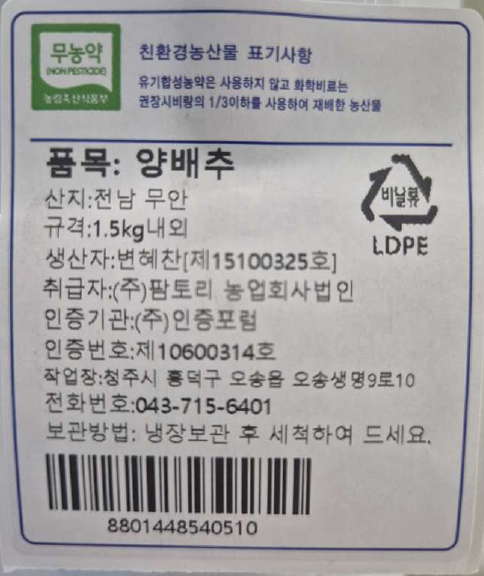 무농약
(NON PESTICIDE)
농림축산식품부
친환경농산물 표기사항
유기합성농약은 사용하지 않고 화학비료는
권장시비량의 1/3이하를 사용하여 재배한 농산물
품목: 양배추
산지:전남 무안
규격:1.5kg내외
생산자:변혜찬[제15100325호]
취급자:(주)팜토리 농업회사법인
인증기관:(주)인증포럼
인증번호:제10600314호
작업장:청주시 흥덕구 오송읍 오송생명9로10
전화번호:043-715-6401
보관방법: 냉장보관 후 세척하여 드세요.
비닐류
LDPE
8801448540510